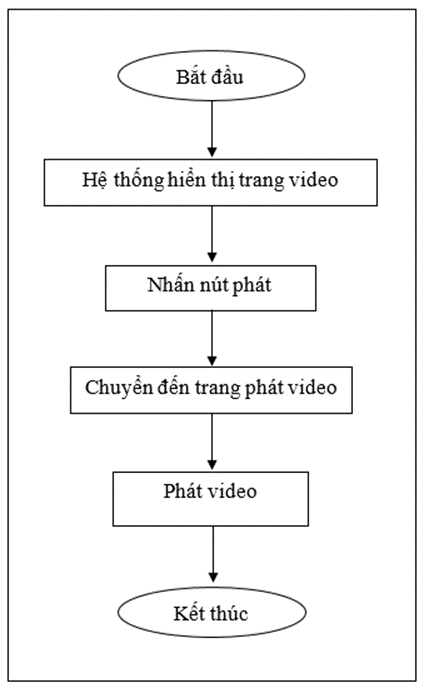 Bắt đầu
Hệ thống hiển thị trang video
Nhấn nút phát
Chuyển đến trang phát video
Phát video
Kết thúc